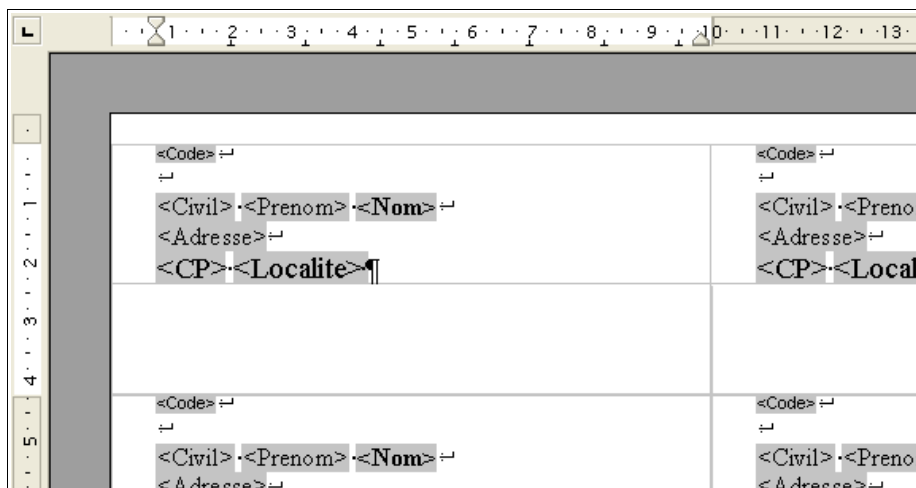 1 2 3 4 5 6 7 8 9 10 11 12 13
1
2
3
4
5
<Code> <Code>
<Civil> <Prenom> <Nom> <Civil> <Preno
<Adresse> <Adresse>
<CP> <Localite> <CP> <Local
<Code> <Code>
<Civil> <Prenom> <Nom> <Civil> <Preno
<Adresse> <Adresse>